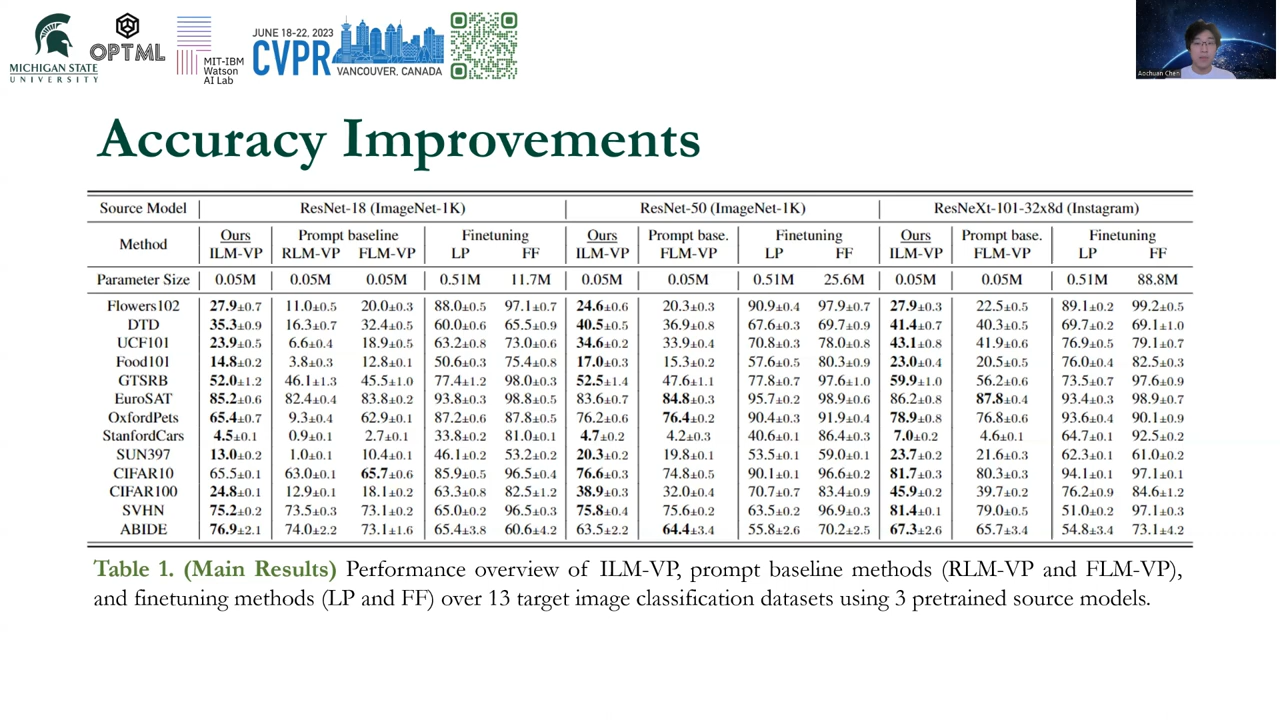 MICHIGAN STATE
UNIVERSITY
OPTML
MIT-IBM
Watson
AI Lab
JUNE 18-22, 2023
CVPR
VANCOUVER, CANADA
Aochuan Chen
Accuracy Improvements
Source Model ResNet-18 (ImageNet-1K) ResNet-50 (ImageNet-1K) ResNeXt-101-32x8d (Instagram)
Method Ours Prompt baseline Finetuning Ours Prompt base. Finetuning Ours Prompt base. Finetuning
ILM-VP RLM-VP FLM-VP LP FF ILM-VP FLM-VP LP FF ILM-VP FLM-VP LP FF
Parameter Size 0.05M 0.05M 0.05M 0.51M 11.7M 0.05M 0.05M 0.51M 25.6M 0.05M 0.05M 0.51M 88.8M
Flowers102 27.9±0.7 11.0±0.5 20.0±0.3 88.0±0.5 97.1±0.7 24.6±0.6 20.3±0.3 90.9±0.4 97.9±0.7 27.9±0.3 22.5±0.5 89.1±0.2 99.2±0.5
DTD 35.3±0.9 16.3±0.7 32.4±0.5 60.0±0.6 65.5±0.9 40.5±0.5 36.9±0.8 67.6±0.3 69.7±0.9 41.4±0.7 40.3±0.5 69.7±0.2 69.1±1.0
UCF101 23.9±0.5 6.6±0.4 18.9±0.5 63.2±0.8 73.0±0.6 34.6±0.2 33.9±0.4 70.8±0.3 78.0±0.8 43.1±0.8 41.9±0.6 76.9±0.5 79.1±0.7
Food101 14.8±0.2 3.8±0.3 12.8±0.1 50.6±0.3 75.4±0.8 17.0±0.3 15.3±0.2 57.6±0.5 80.3±0.9 23.0±0.4 20.5±0.5 76.0±0.4 82.5±0.3
GTSRB 52.0±1.2 46.1±1.3 45.5±1.0 77.4±1.2 98.0±0.3 52.5±1.4 47.6±1.1 77.8±0.7 97.6±1.0 59.9±1.0 56.2±0.6 73.5±0.7 97.6±0.9
EuroSAT 85.2±0.6 82.4±0.4 83.8±0.2 93.8±0.3 98.8±0.5 83.6±0.7 84.8±0.3 95.7±0.2 98.9±0.6 86.2±0.8 87.8±0.4 93.4±0.3 98.9±0.7
OxfordPets 65.4±0.7 9.3±0.4 62.9±0.1 87.2±0.6 87.8±0.5 76.2±0.6 76.4±0.2 90.4±0.3 91.9±0.4 78.9±0.8 76.8±0.6 93.6±0.4 90.1±0.9
StanfordCars 4.5±0.1 0.9±0.1 2.7±0.1 33.8±0.2 81.0±0.1 4.7±0.2 4.2±0.3 40.6±0.1 86.4±0.3 7.0±0.2 4.6±0.1 64.7±0.1 92.5±0.2
SUN397 13.0±0.2 1.0±0.1 10.4±0.1 46.1±0.2 53.2±0.2 20.3±0.2 19.8±0.1 53.5±0.1 59.0±0.1 23.7±0.2 21.6±0.3 62.3±0.1 61.0±0.2
CIFAR10 65.5±0.1 63.0±0.1 65.7±0.6 85.9±0.5 96.5±0.4 76.6±0.3 74.8±0.5 90.1±0.1 96.6±0.2 81.7±0.3 80.3±0.3 94.1±0.1 97.1±0.1
CIFAR100 24.8±0.1 12.9±0.1 18.1±0.2 63.3±0.8 82.5±1.2 38.9±0.3 32.0±0.4 70.7±0.7 83.4±0.9 45.9±0.2 39.7±0.2 76.2±0.9 84.6±1.2
SVHN 75.2±0.2 73.5±0.3 73.1±0.2 65.0±0.2 96.5±0.3 75.8±0.4 75.6±0.2 63.5±0.2 96.9±0.3 81.4±0.1 79.0±0.5 51.0±0.2 97.1±0.3
ABIDE 76.9±2.1 74.0±2.2 73.1±1.6 65.4±3.8 60.6±4.2 63.5±2.2 64.4±3.4 55.8±2.6 70.2±2.5 67.3±2.6 65.7±3.4 54.8±3.4 73.1±4.2
Table 1. (Main Results) Performance overview of ILM-VP, prompt baseline methods (RLM-VP and FLM-VP),
and finetuning methods (LP and FF) over 13 target image classification datasets using 3 pretrained source models.